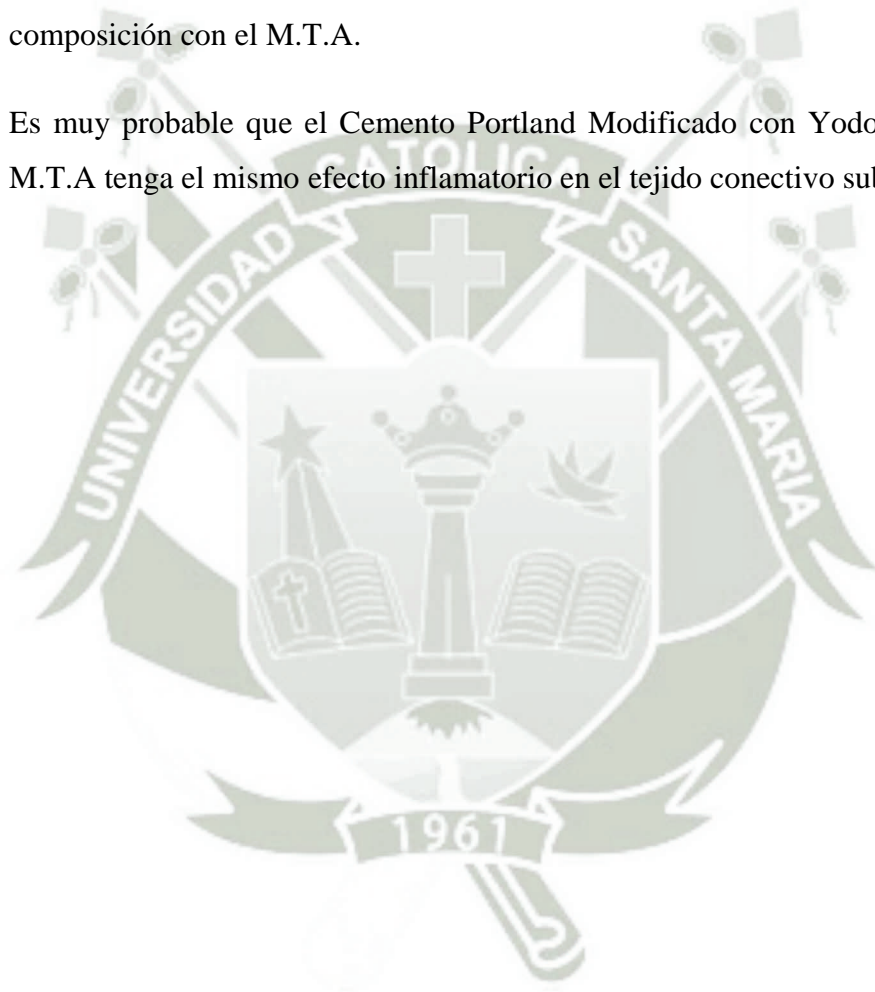 composición con el M.T.A.
Es muy probable que el Cemento Portland Modificado con Yodo
M.T.A tenga el mismo efecto inflamatorio en el tejido conectivo
UNIVERSIDAD CATOLICA SANTA MARIA
1961